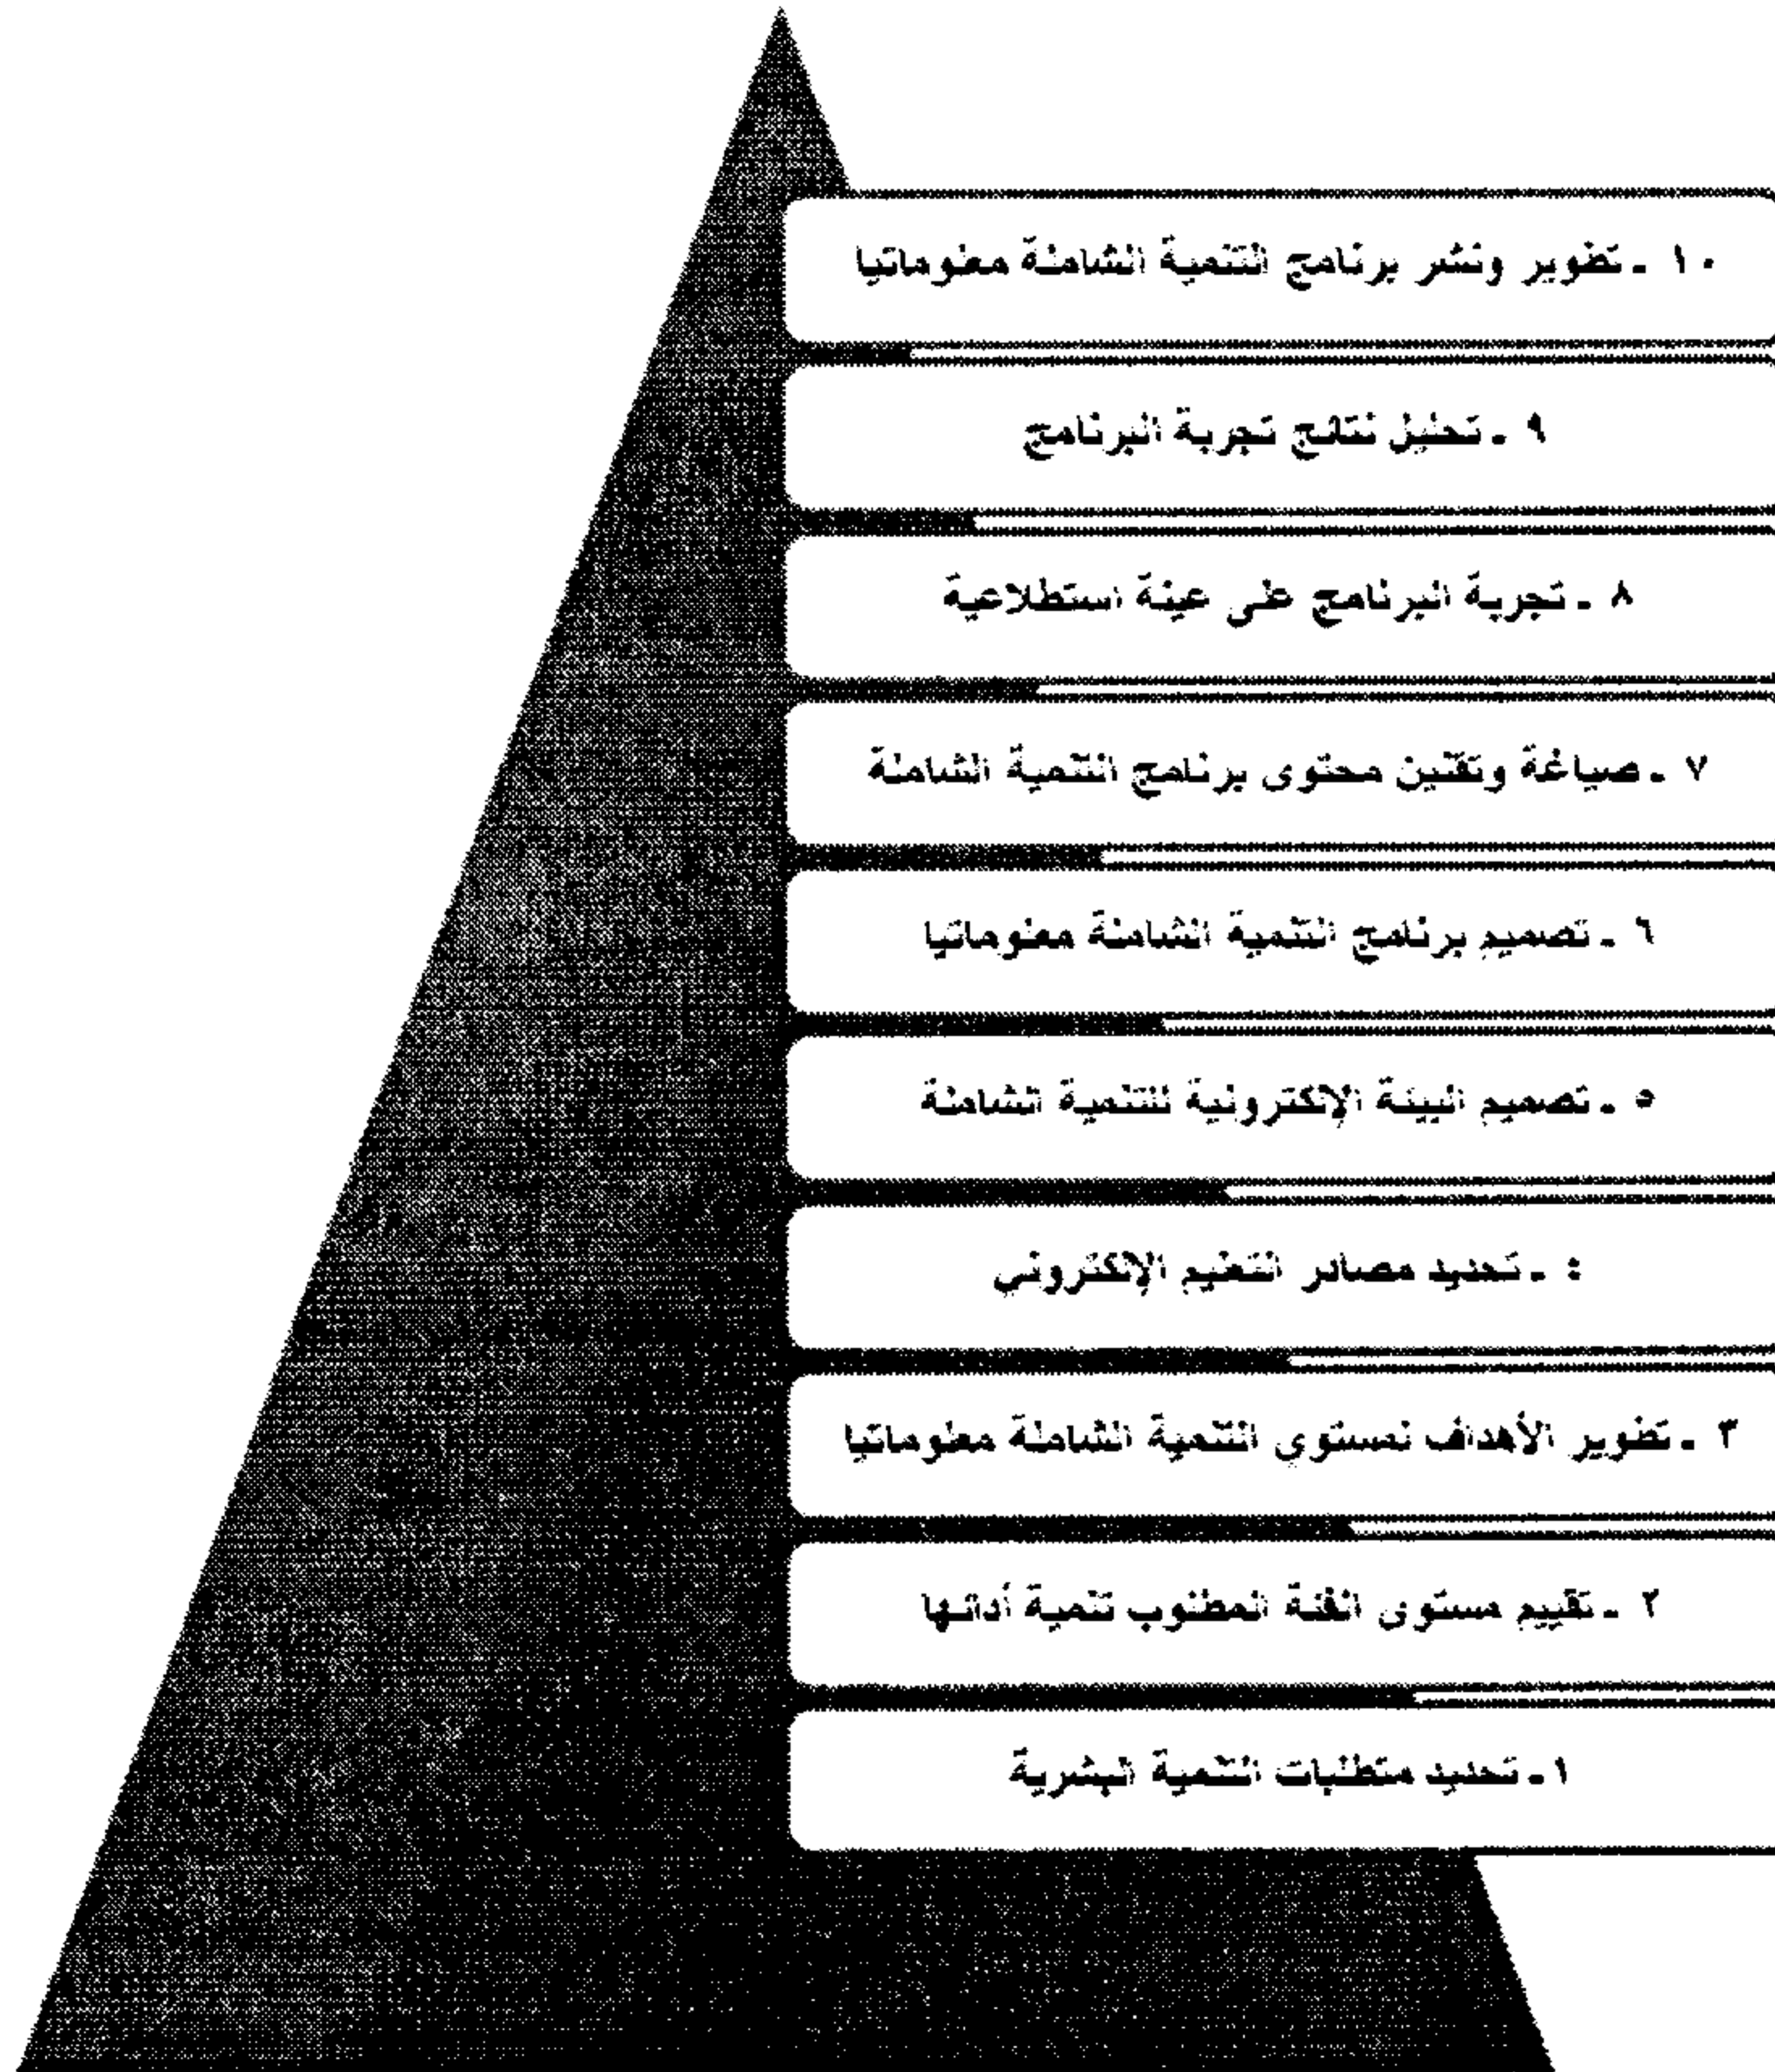 ١٠ - تطوير ونشر برنامج التنمية الشاملة معلوماتيا
٩ - تحليل نتائج تجربة البرنامج
٨ - تجربة البرنامج على عينة استطلاعية
٧ - صياغة وتقنين محتوى برنامج التنمية الشاملة
٦ - تصميم برنامج التنمية الشاملة معلوماتيا
٥ - تصميم البيئة الإلكترونية للتنمية الشاملة
٤ - تحديد مصادر التعليم الإلكتروني
٣ - تطوير الأهداف لمستوى التنمية الشاملة معلوماتيا
٢ - تقييم مستوى الفئة المطلوب تنمية أدائها
١ - تحديد متطلبات التنمية البشرية